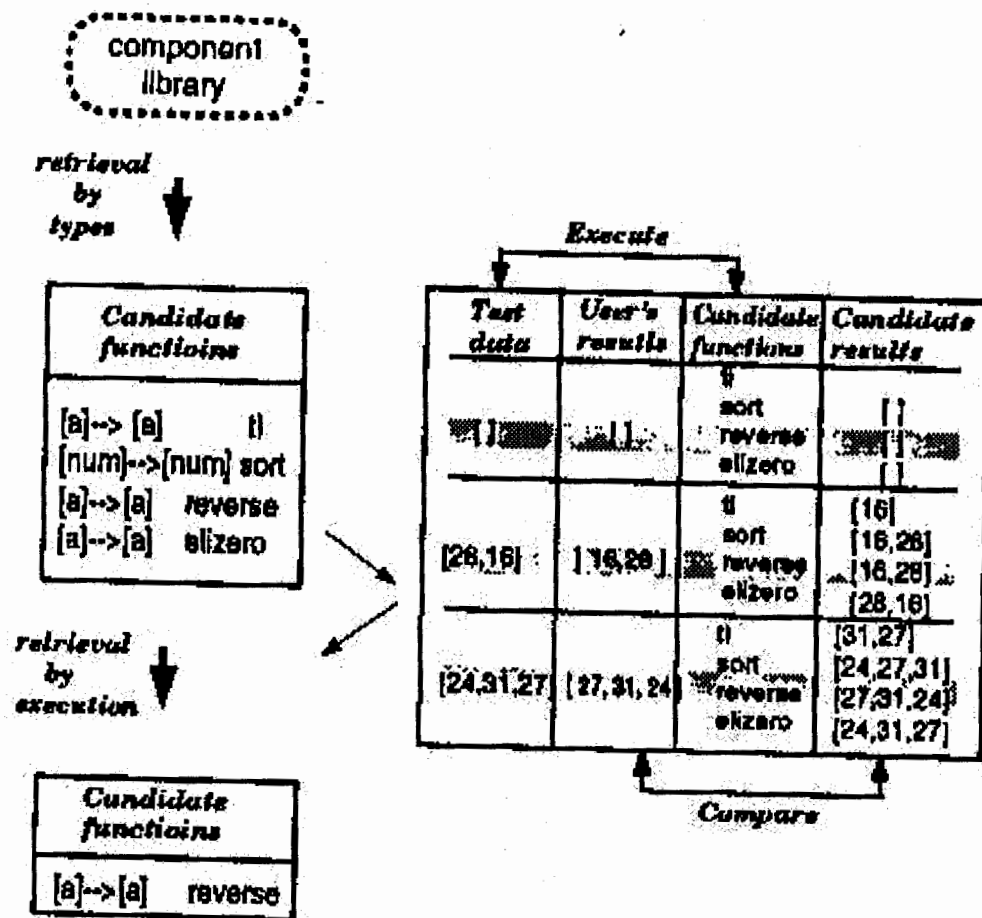 component
library
retrieval
by
types
Candidate
functioins
[a]--> [a] tl
[num]-->[num] sort
[a]-->[a] reverse
[a]-->[a] elizero
retrieval
by
execution
Candidate
functioins
[a]-->[a] reverse
Execute
Test
data
User's
results
Candidate
functions
Candidate
results
[ ]
[ ]
tl
sort
reverse
elizero
[ ]
[ ]
[ ]
[28,16]
[16,28]
tl
sort
reverse
elizero
[16]
[16,28]
[16,28]
[28,16]
[24,31,27]
[27,31,24]
tl
sort
reverse
elizero
[31,27]
[24,27,31]
[27,31,24]
[24,31,27]
Compare